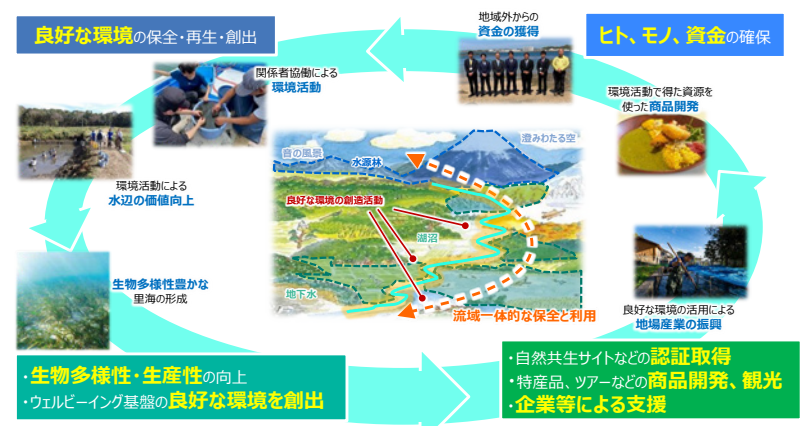 良好な環境の保全・再生・創出
地域外からの
資金の獲得
ヒト、モノ、資金の確保
関係者協働による
環境活動
環境活動で得た資源を
使った商品開発
音の風景
水源林
澄みわたる空
良好な環境の創造活動
湖沼
地下水
流域一体的な保全と利用
環境活動による
水辺の価値向上
生物多様性豊かな
里海の形成
良好な環境の活用による
地場産業の振興
・生物多様性・生産性の向上
・ウェルビーイング基盤の良好な環境を創出
・自然共生サイトなどの認証取得
・特産品、ツアーなどの商品開発、観光
・企業等による支援